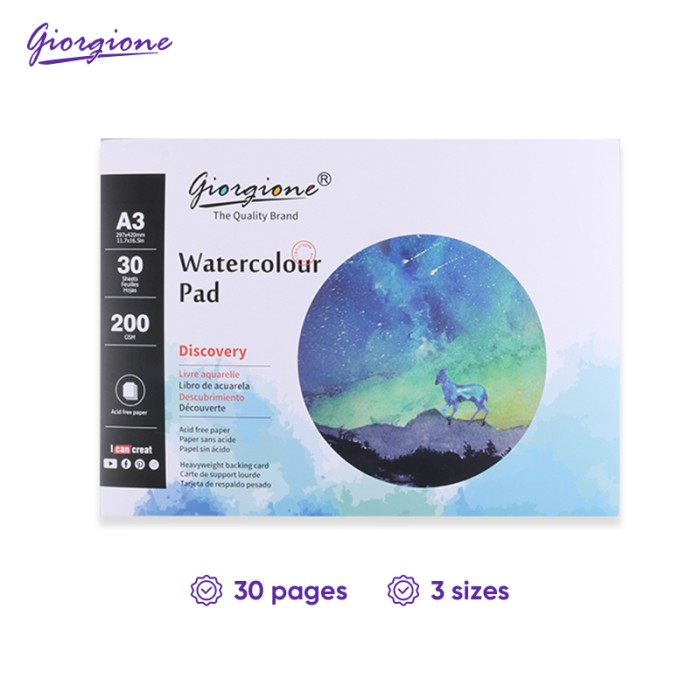 Giorgione
Giorgione®
The Quality Brand
A3
297x420mm
11.7x16.5in
30
Sheets
Feuilles
Hojas
200
GSM
Acid free paper
I can creat
Watercolour
Pad
Discovery
Livre aquarelle
Libro de acuarela
Descubrimiento
Découverte
Acid free paper
Paper sans acide
Papel sin ácido
Heavyweight backing card
Carte de support lourde
Tarjeta de respaldo pesado
30 pages
3 sizes